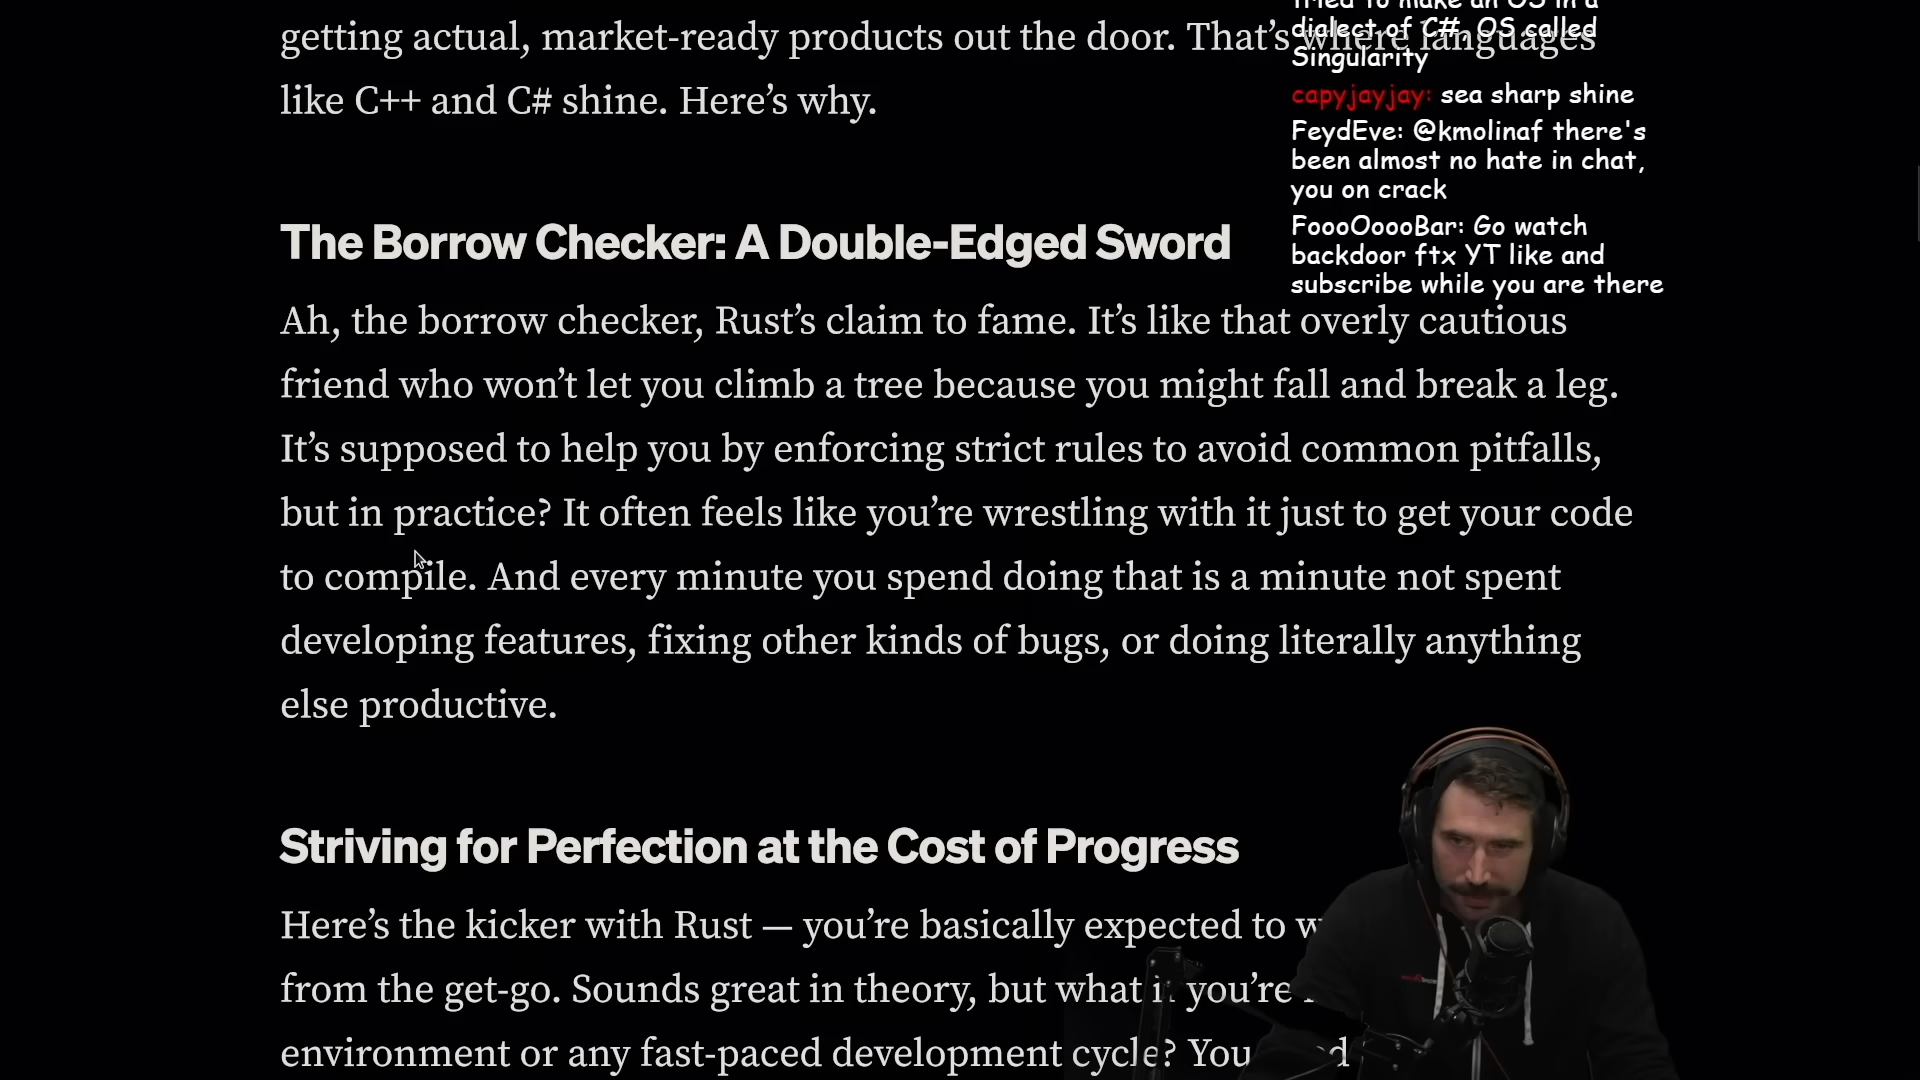 getting actual, market-ready products out the door. That's where languages
like C++ and C# shine. Here's why.
The Borrow Checker: A Double-Edged Sword
Ah, the borrow checker, Rust's claim to fame. It's like that overly cautious
friend who won't let you climb a tree because you might fall and break a leg.
It's supposed to help you by enforcing strict rules to avoid common pitfalls,
but in practice? It often feels like you're wrestling with it just to get your code
to compile. And every minute you spend doing that is a minute not spent
developing features, fixing other kinds of bugs, or doing literally anything
else productive.
Striving for Perfection at the Cost of Progress
Here's the kicker with Rust — you're basically expected to
from the get-go. Sounds great in theory, but what if you're
environment or any fast-paced development cycle? You
tried to make an OS in a
dialect of C#, OS called
Singularity
capyjayjay: sea sharp shine
FeydEve: @kmolinaf there's
been almost no hate in chat,
you on crack
FoooOoooBar: Go watch
backdoor ftx YT like and
subscribe while you are there